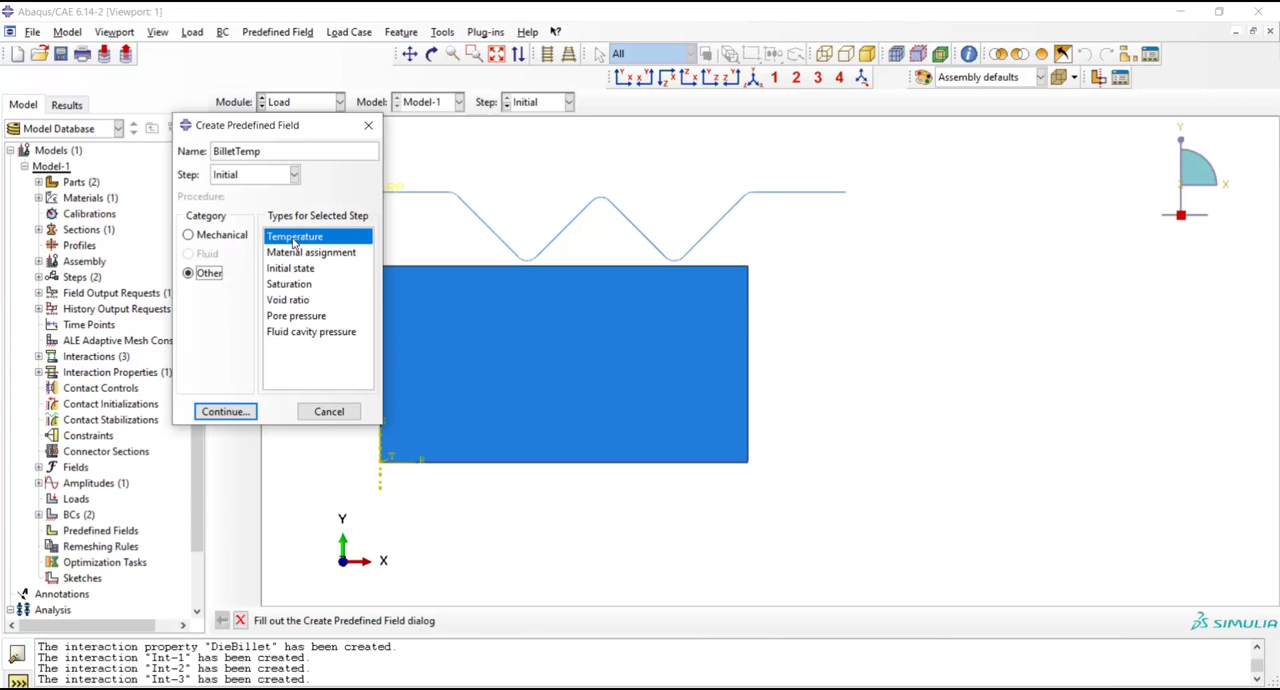 Abaqus/CAE 6.14-2 [Viewport: 1]
File Model Viewport View Load BC Predefined Field Load Case Feature Tools Plug-ins Help
All
1 2 3 4 Assembly defaults
Model Results Module: Load Model: Model-1 Step: Initial
Model Database
Models (1)
Model-1
Parts (2)
Materials (1)
Calibrations
Sections (1)
Profiles
Assembly
Steps (2)
Field Output Requests (1
History Output Requests
Time Points
ALE Adaptive Mesh Cons
Interactions (3)
Interaction Properties (1)
Contact Controls
Contact Initializations
Contact Stabilizations
Constraints
Connector Sections
Fields
Amplitudes (1)
Loads
BCs (2)
Predefined Fields
Remeshing Rules
Optimization Tasks
Sketches
Annotations
Analysis
Create Predefined Field
Name: BilletTemp
Step: Initial
Procedure:
Category Types for Selected Step
Mechanical
Fluid
Other
Temperature
Material assignment
Initial state
Saturation
Void ratio
Pore pressure
Fluid cavity pressure
Continue... Cancel
RP
T R
Y
X
Y
Z X
Fill out the Create Predefined Field dialog
SIMULIA
The interaction property "DieBillet" has been created.
The interaction "Int-1" has been created.
The interaction "Int-2" has been created.
The interaction "Int-3" has been created.